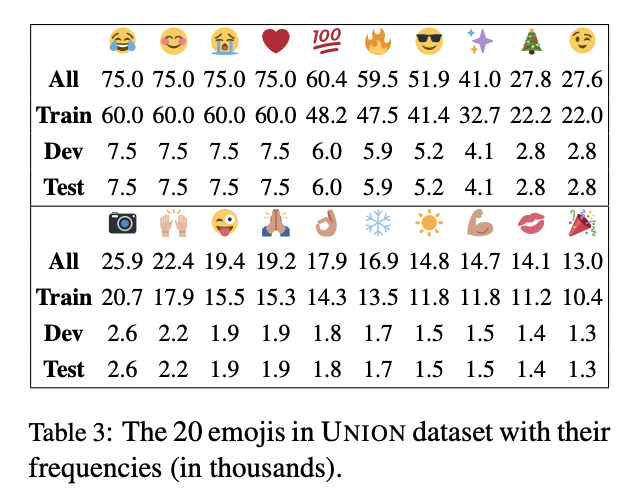 😂 😊 😭 ❤️ 💯 🔥 😎 ✨ 🎄 😉
All 75.0 75.0 75.0 75.0 60.4 59.5 51.9 41.0 27.8 27.6
Train 60.0 60.0 60.0 60.0 48.2 47.5 41.4 32.7 22.2 22.0
Dev 7.5 7.5 7.5 7.5 6.0 5.9 5.2 4.1 2.8 2.8
Test 7.5 7.5 7.5 7.5 6.0 5.9 5.2 4.1 2.8 2.8
📷 🙌 😜 🙏 👌 ❄️ ☀️ 💪 💋 🎉
All 25.9 22.4 19.4 19.2 17.9 16.9 14.8 14.7 14.1 13.0
Train 20.7 17.9 15.5 15.3 14.3 13.5 11.8 11.8 11.2 10.4
Dev 2.6 2.2 1.9 1.9 1.8 1.7 1.5 1.5 1.4 1.3
Test 2.6 2.2 1.9 1.9 1.8 1.7 1.5 1.5 1.4 1.3
Table 3: The 20 emojis in UNION dataset with their
frequencies (in thousands).